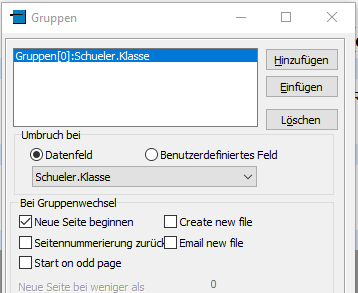 Gruppen
Gruppen[0]:Schueler.Klasse
Hinzufügen
Einfügen
Löschen
Umbruch bei
Datenfeld
Benutzerdefiniertes Feld
Schueler.Klasse
Bei Gruppenwechsel
Neue Seite beginnen
Create new file
Seitennummerierung zurück
Email new file
Start on odd page
Neue Seite bei weniger als
0